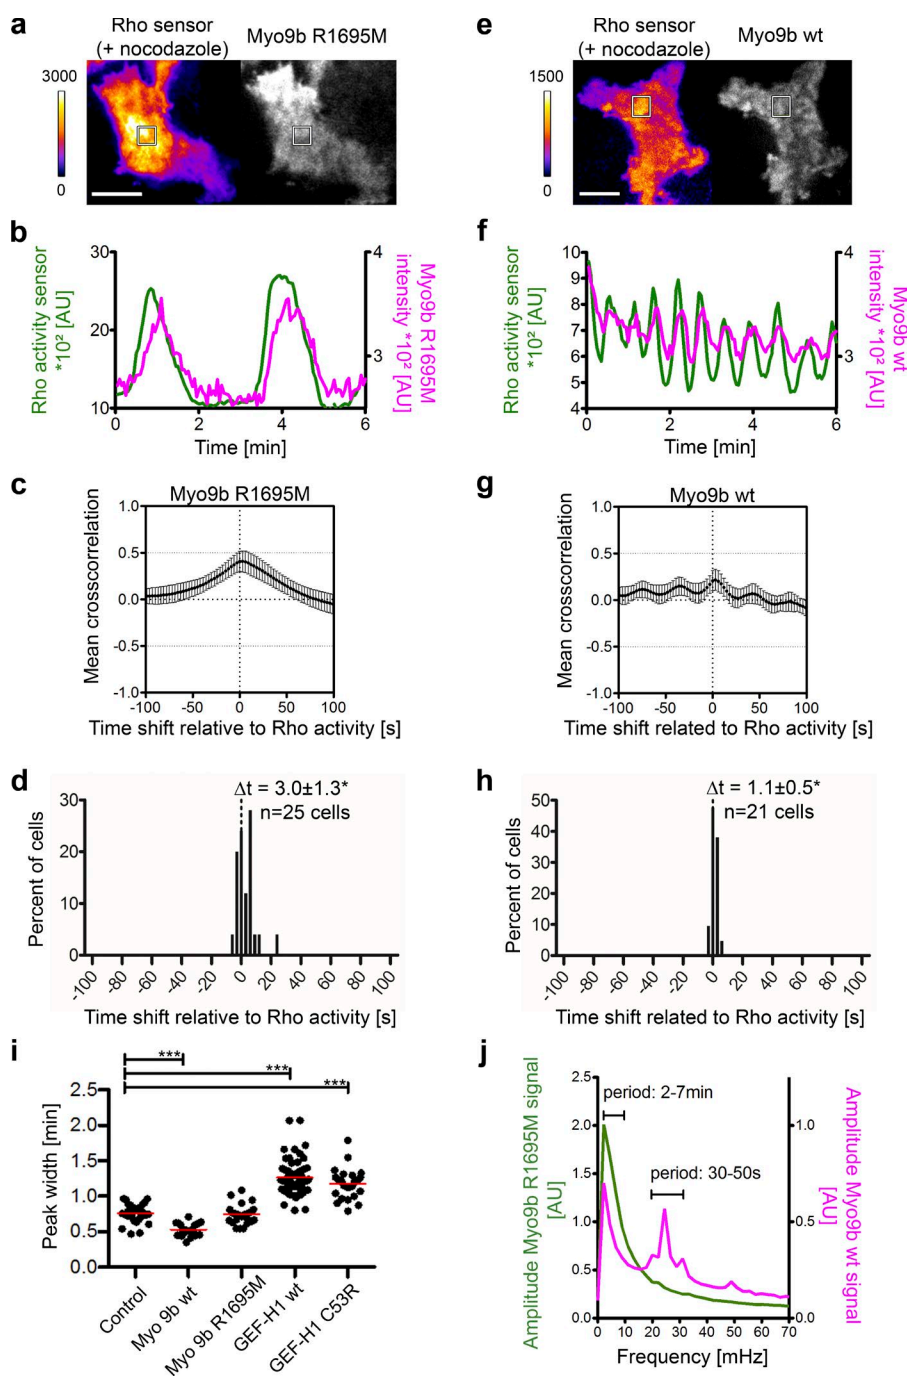 a
Rho sensor
(+ nocodazole)
Myo9b R1695M
3000
0
e
Rho sensor
(+ nocodazole)
Myo9b wt
1500
0
b
Rho activity sensor
*10² [AU]
30
20
10
4
3
Myo9b R1695M
intensity *10² [AU]
0 2 4 6
Time [min]
f
Rho activity sensor
*10² [AU]
10
9
8
7
6
5
4
4
3
Myo9b wt
intensity *10² [AU]
0 2 4 6
Time [min]
c
Myo9b R1695M
Mean crosscorrelation
1.0
0.5
0.0
-0.5
-1.0
-100 -50 0 50 100
Time shift relative to Rho activity [s]
g
Myo9b wt
Mean crosscorrelation
1.0
0.5
0.0
-0.5
-1.0
-100 -50 0 50 100
Time shift related to Rho activity [s]
d
Δt = 3.0±1.3*
n=25 cells
Percent of cells
30
20
10
0
-100 -80 -60 -40 -20 0 20 40 60 80 100
Time shift relative to Rho activity [s]
h
Δt = 1.1±0.5*
n=21 cells
Percent of cells
50
40
30
20
10
0
-100 -80 -60 -40 -20 0 20 40 60 80 100
Time shift related to Rho activity [s]
i
***
***
***
Peak width [min]
2.5
2.0
1.5
1.0
0.5
0.0
Control
Myo 9b wt
Myo 9b R1695M
GEF-H1 wt
GEF-H1 C53R
j
Amplitude Myo9b R1695M signal
[AU]
2.5
2.0
1.5
1.0
0.5
0.0
period: 2-7min
period: 30-50s
1.0
0.5
0.0
Amplitude Myo9b wt signal
[AU]
0 10 20 30 40 50 60 70
Frequency [mHz]